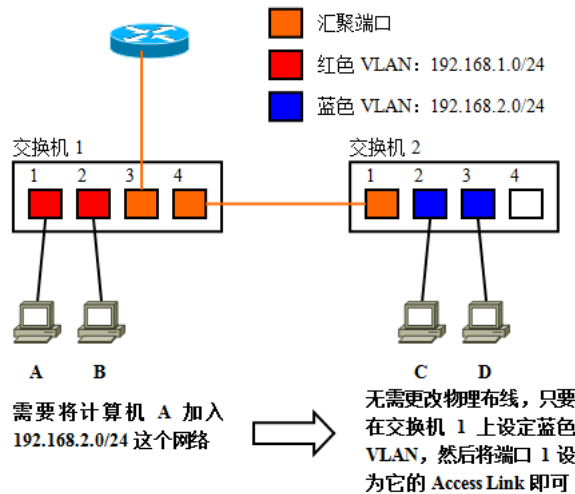 汇聚端口
红色 VLAN：192.168.1.0/24
蓝色 VLAN：192.168.2.0/24
交换机 1
1 2 3 4
交换机 2
1 2 3 4
A B
C D
需要将计算机 A 加入
192.168.2.0/24 这个网络
无需更改物理布线，只要
在交换机 1 上设定蓝色
VLAN，然后将端口 1 设
为它的 Access Link 即可